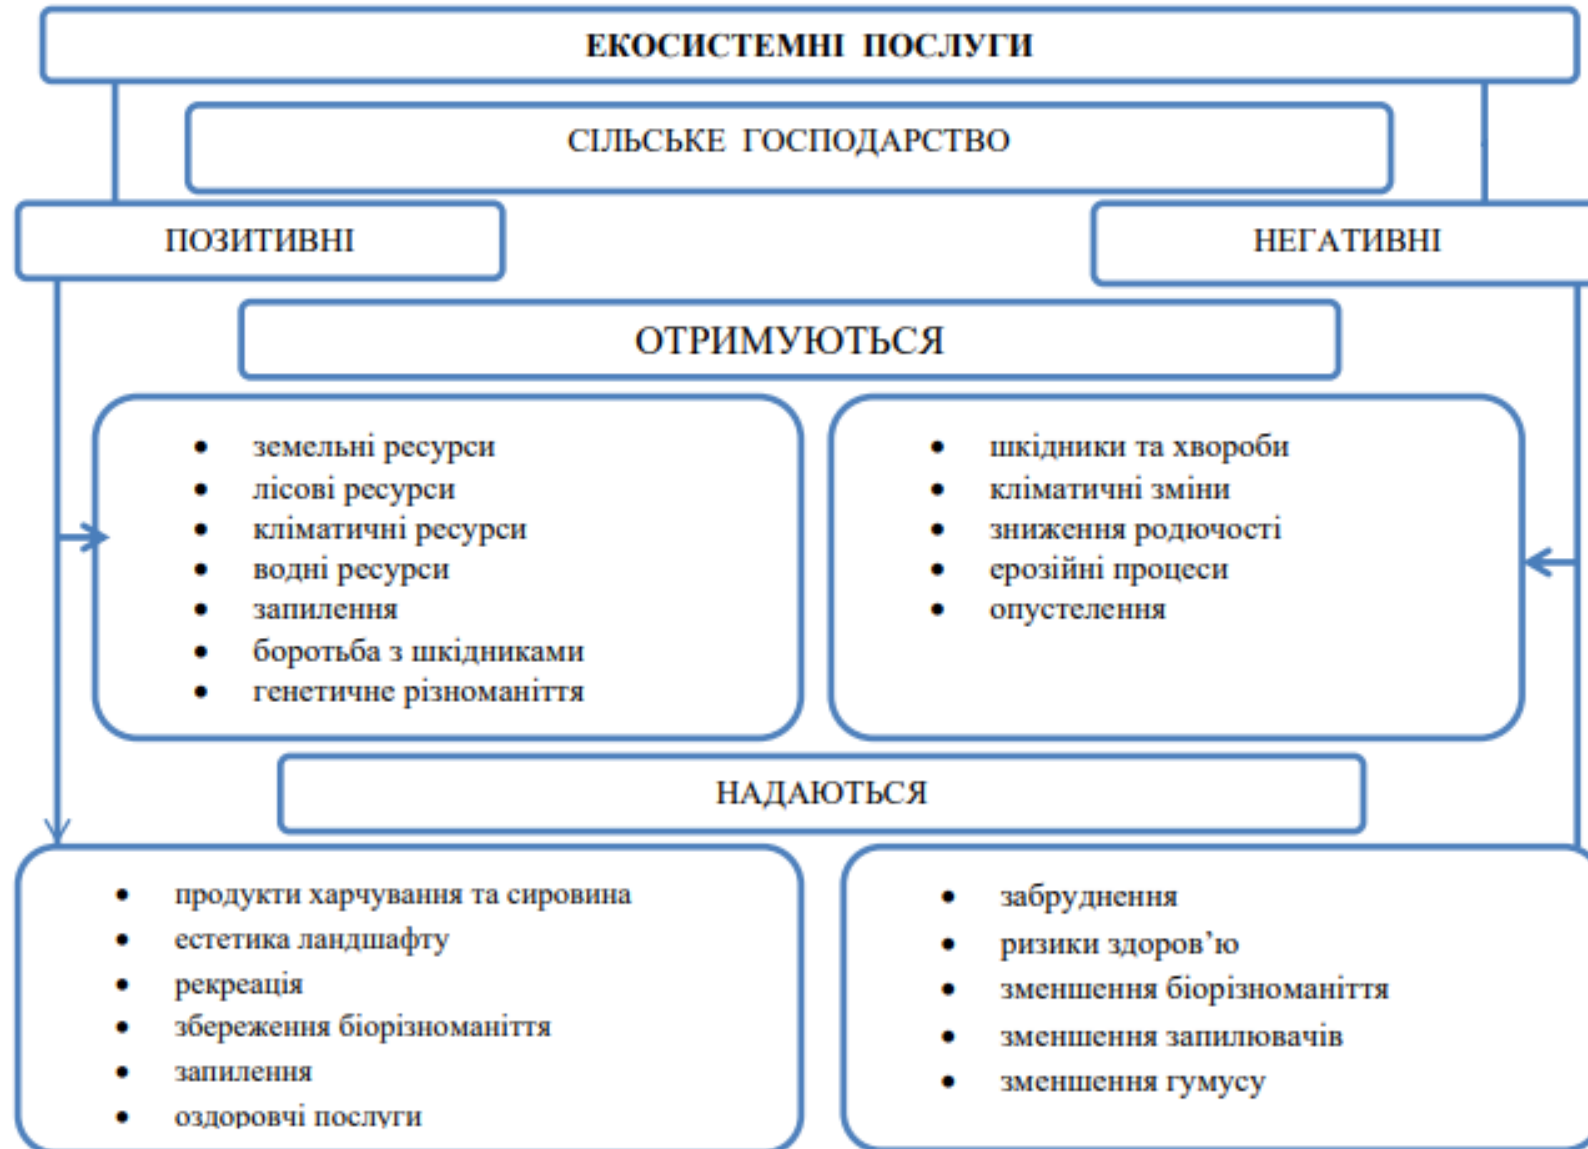 ЕКОСИСТЕМНІ ПОСЛУГИ
СІЛЬСЬКЕ ГОСПОДАРСТВО
ПОЗИТИВНІ
НЕГАТИВНІ
ОТРИМУЮТЬСЯ
• земельні ресурси
• лісові ресурси
• кліматичні ресурси
• водні ресурси
• запилення
• боротьба з шкідниками
• генетичне різноманіття
• шкідники та хвороби
• кліматичні зміни
• зниження родючості
• ерозійні процеси
• опустелення
НАДАЮТЬСЯ
• продукти харчування та сировина
• естетика ландшафту
• рекреація
• збереження біорізноманіття
• запилення
• оздоровчі послуги
• забруднення
• ризики здоров’ю
• зменшення біорізноманіття
• зменшення запилювачів
• зменшення гумусу